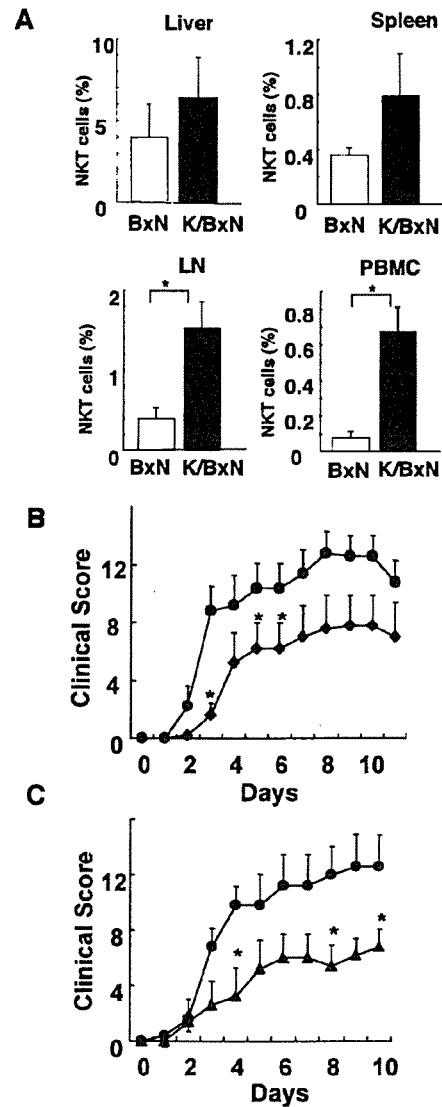 A
Liver
Spleen
NKT cells (%)
10
5
0
BxN K/BxN
NKT cells (%)
1.2
0.8
0.4
0
BxN K/BxN
LN
PBMC
NKT cells (%)
2
1
0
*
BxN K/BxN
NKT cells (%)
0.8
0.6
0.4
0.2
0
*
BxN K/BxN
B
Clinical Score
12
8
4
0
* * *
0 2 4 6 8 10
Days
C
Clinical Score
12
8
4
0
* * *
0 2 4 6 8 10
Days